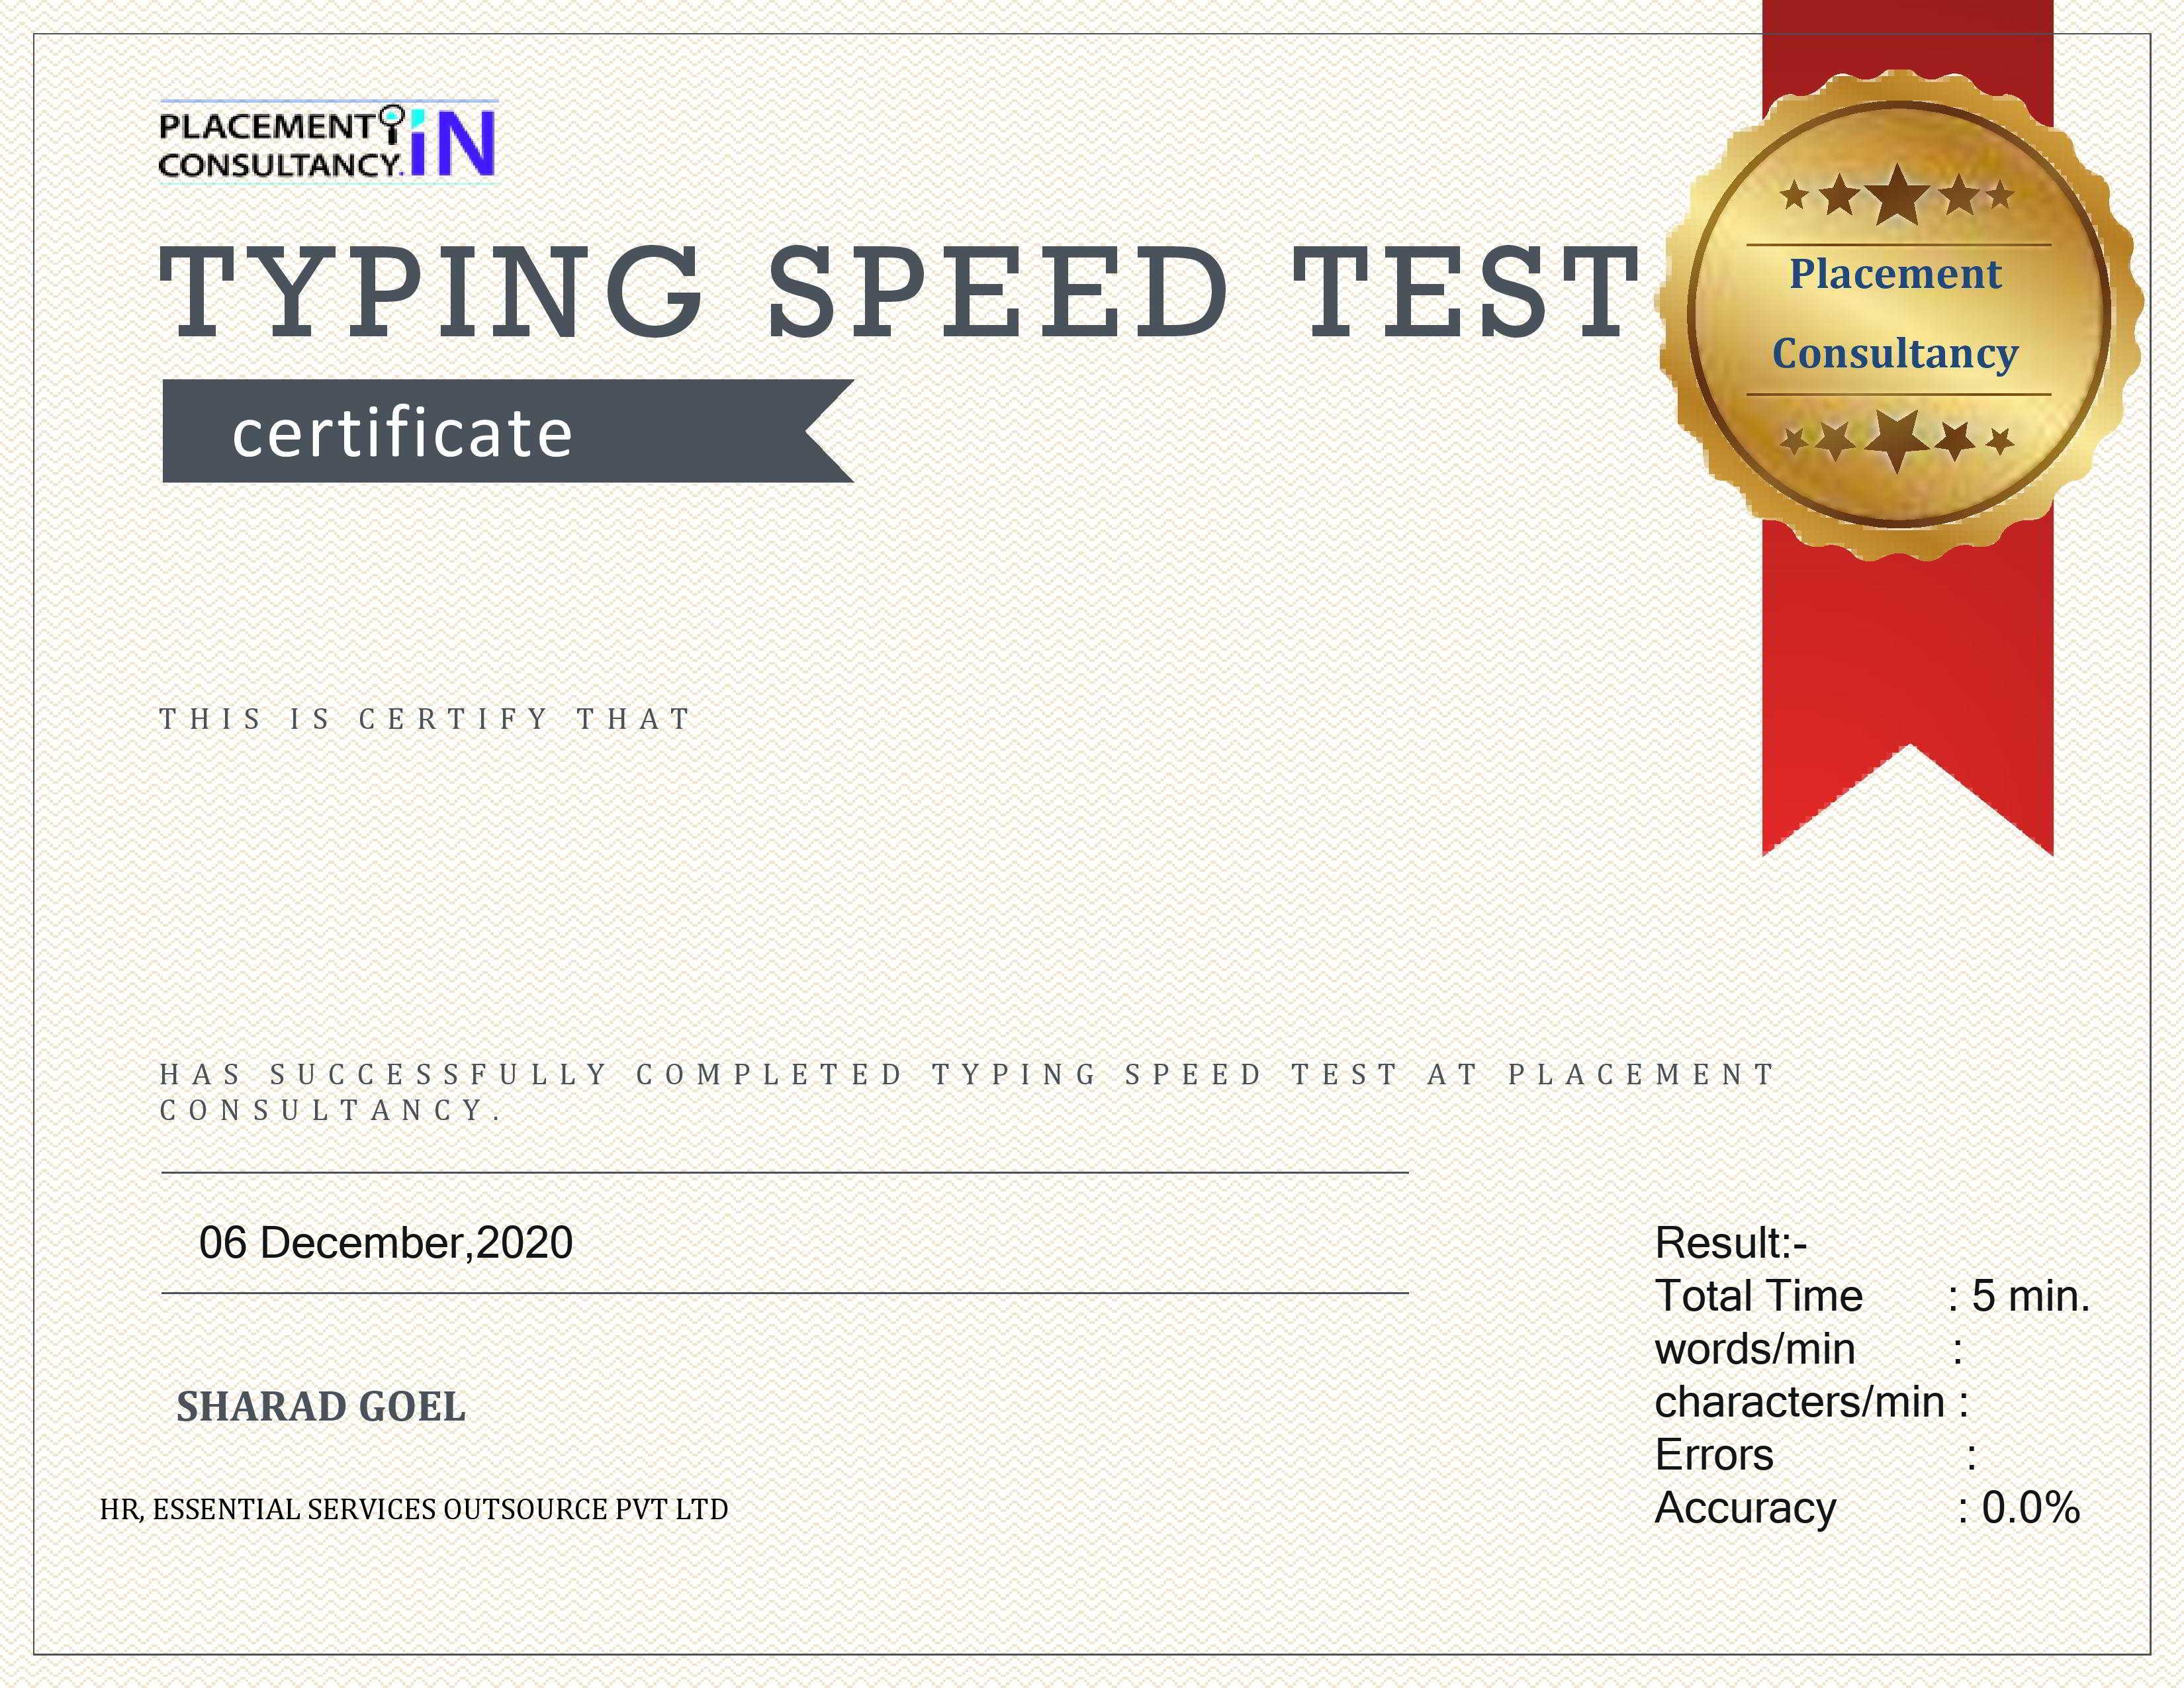 PLACEMENT
CONSULTANCY.iN
TYPING SPEED TEST
certificate
Placement
Consultancy
THIS IS CERTIFY THAT
HAS SUCCESSFULLY COMPLETED TYPING SPEED TEST AT PLACEMENT
CONSULTANCY.
06 December,2020
SHARAD GOEL
HR, ESSENTIAL SERVICES OUTSOURCE PVT LTD
Result:-
Total Time : 5 min.
words/min :
characters/min :
Errors :
Accuracy : 0.0%